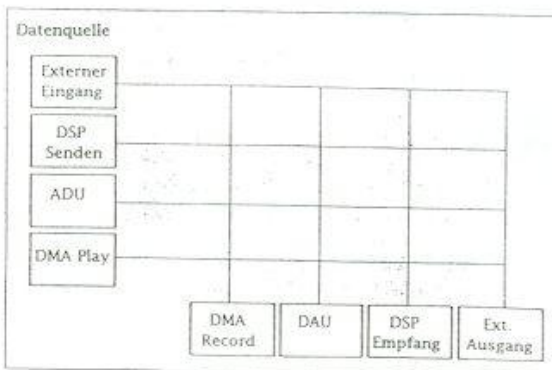 Datenquelle
Externer
Eingang
DSP
Senden
ADU
DMA Play
DMA
Record
DAU
DSP
Empfang
Ext.
Ausgang